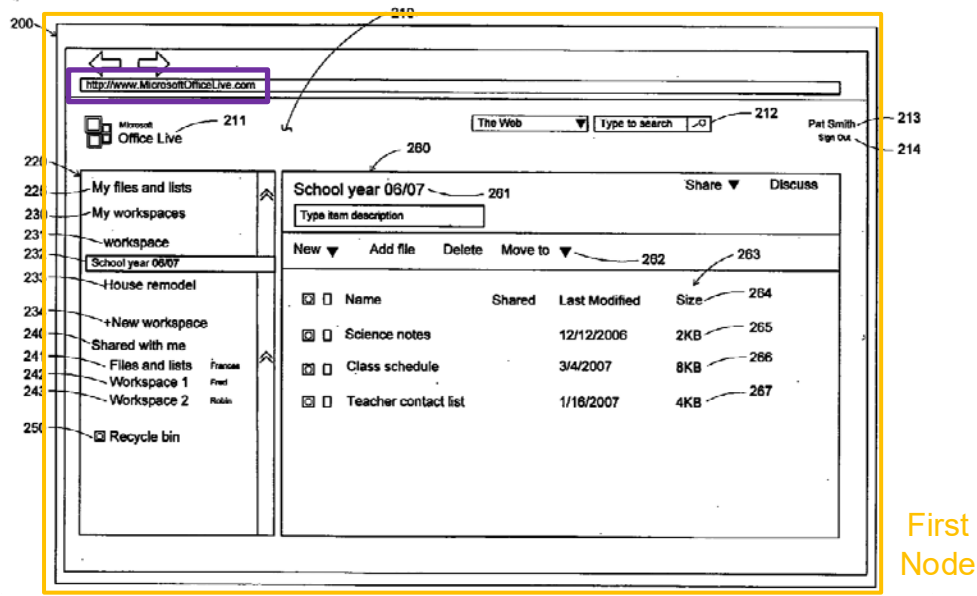 210
200
http://www.MicrosoftOfficeLive.com
Microsoft
Office Live
211
The Web ▼ Type to search
212
Pat Smith
213
Sign Out
214
220
260
225 My files and lists
School year 06/07 261
Share ▼ Discuss
230 My workspaces
Type item description
231 workspace
New ▼ Add file Delete Move to ▼ 262
263
232 School year 06/07
233 House remodel
Name Shared Last Modified Size 264
234 +New workspace
Science notes 12/12/2006 2KB 265
240 Shared with me
241 Files and lists Frances
Class schedule 3/4/2007 8KB 266
242 Workspace 1 Fred
243 Workspace 2 Robin
Teacher contact list 1/16/2007 4KB 267
250 Recycle bin
First
Node